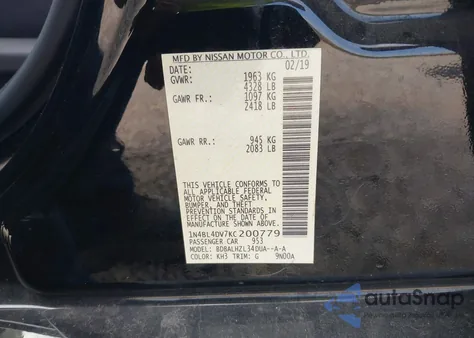 MFD BY NISSAN MOTOR CO., LTD.
DATE: 02/19
GVWR: 1963 KG
4328 LB
GAWR FR: 1097 KG
2418 LB
GAWR RR: 945 KG
2083 LB
THIS VEHICLE CONFORMS TO
ALL APPLICABLE FEDERAL
MOTOR VEHICLE SAFETY,
BUMPER, AND THEFT
PREVENTION STANDARDS
IN EFFECT ON THE DATE OF
MANUFACTURE SHOWN ABOVE.
1N4BL4DV7KC200779
PASSENGER CAR 953
MODEL: BDBALHZL34DUA--A-A
COLOR: KH3 TRIM: G 9N00A
autoSnap